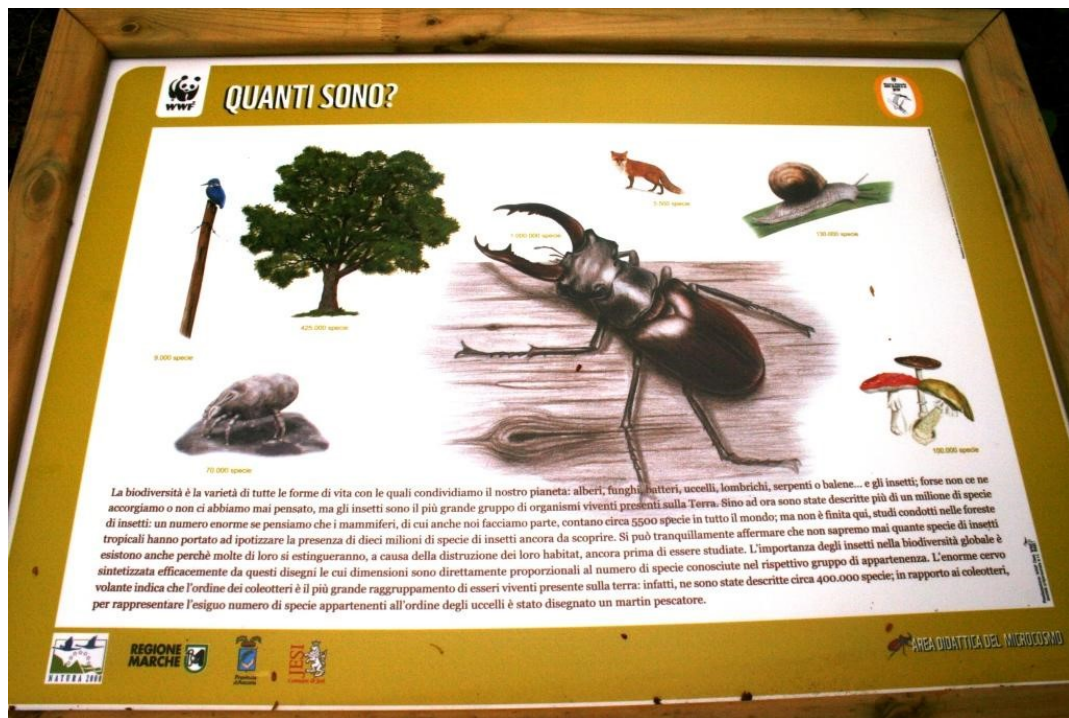 WWF
QUANTI SONO?
1.000.000 specie
5.500 specie
130.000 specie
425.000 specie
9.000 specie
70.000 specie
100.000 specie
La biodiversità è la varietà di tutte le forme di vita con le quali condividiamo il nostro pianeta: alberi, funghi, batteri, uccelli, lombrichi, serpenti o balene... e gli insetti; forse non ce ne
accorgiamo o non ci abbiamo mai pensato, ma gli insetti sono il più grande gruppo di organismi viventi presenti sulla Terra. Sino ad ora sono state descritte più di un milione di specie
di insetti: un numero enorme se pensiamo che i mammiferi, di cui anche noi facciamo parte, contano circa 5500 specie in tutto il mondo; ma non è finita qui, studi condotti nelle foreste
tropicali hanno portato ad ipotizzare la presenza di dieci milioni di specie di insetti ancora da scoprire. Si può tranquillamente affermare che non sapremo mai quante specie di insetti
esistono anche perchè molte di loro si estingueranno, a causa della distruzione dei loro habitat, ancora prima di essere studiate. L'importanza degli insetti nella biodiversità globale è
sintetizzata efficacemente da questi disegni le cui dimensioni sono direttamente proporzionali al numero di specie conosciute nel rispettivo gruppo di appartenenza. L'enorme cervo
volante indica che l'ordine dei coleotteri è il più grande raggruppamento di esseri viventi presente sulla terra: infatti, ne sono state descritte circa 400.000 specie; in rapporto ai coleotteri,
per rappresentare l'esiguo numero di specie appartenenti all'ordine degli uccelli è stato disegnato un martin pescatore.
NATURA 2000
REGIONE
MARCHE
Provincia
di Ancona
JESI
Comune di Jesi
AREA DIDATTICA DEL MICROCOSMO